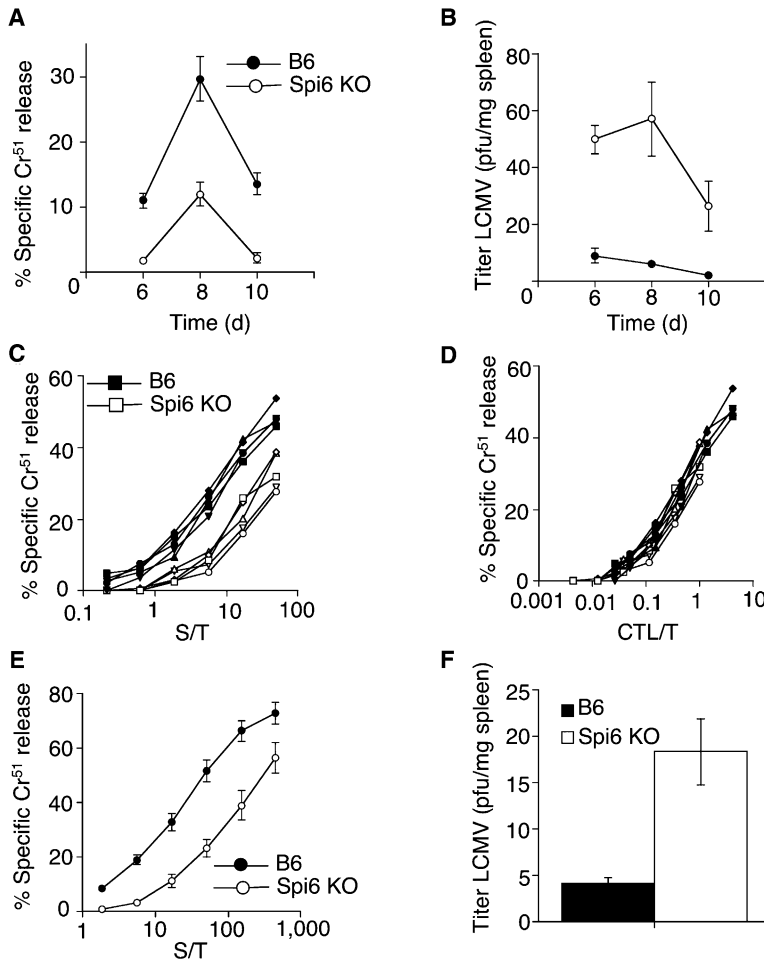 A
% Specific Cr51 release
30
20
10
0
6 8 10
Time (d)
B6
Spi6 KO
B
Titer LCMV (pfu/mg spleen)
80
60
40
20
0
6 8 10
Time (d)
C
% Specific Cr51 release
60
40
20
0
0.1 1 10 100
S/T
B6
Spi6 KO
D
% Specific Cr51 release
60
40
20
0
0.001 0.01 0.1 1 10
CTL/T
E
% Specific Cr51 release
80
60
40
20
0
1 10 100 1,000
S/T
B6
Spi6 KO
F
Titer LCMV (pfu/mg spleen)
25
20
15
10
5
0
B6
Spi6 KO